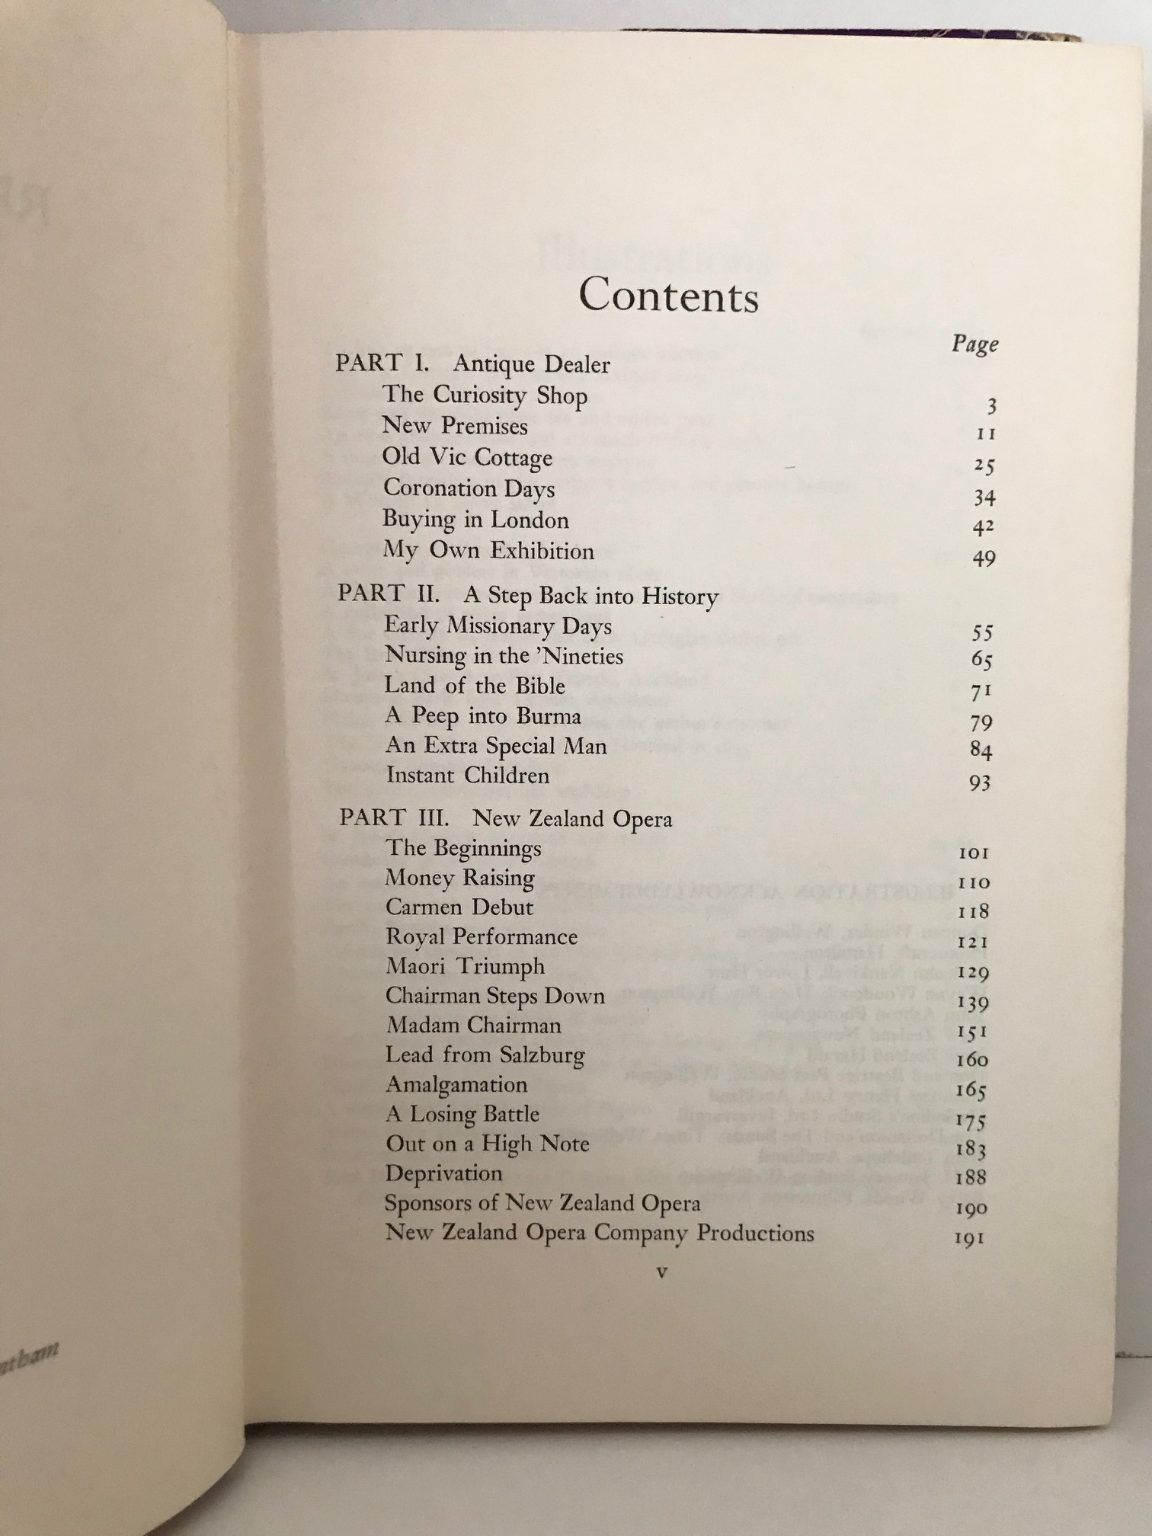 Contents
Page
PART I. Antique Dealer
The Curiosity Shop 3
New Premises 11
Old Vic Cottage 25
Coronation Days 34
Buying in London 42
My Own Exhibition 49
PART II. A Step Back into History
Early Missionary Days 55
Nursing in the ’Nineties 65
Land of the Bible 71
A Peep into Burma 79
An Extra Special Man 84
Instant Children 93
PART III. New Zealand Opera
The Beginnings 101
Money Raising 110
Carmen Debut 118
Royal Performance 121
Maori Triumph 129
Chairman Steps Down 139
Madam Chairman 151
Lead from Salzburg 160
Amalgamation 165
A Losing Battle 175
Out on a High Note 183
Deprivation 188
Sponsors of New Zealand Opera 190
New Zealand Opera Company Productions 191
v